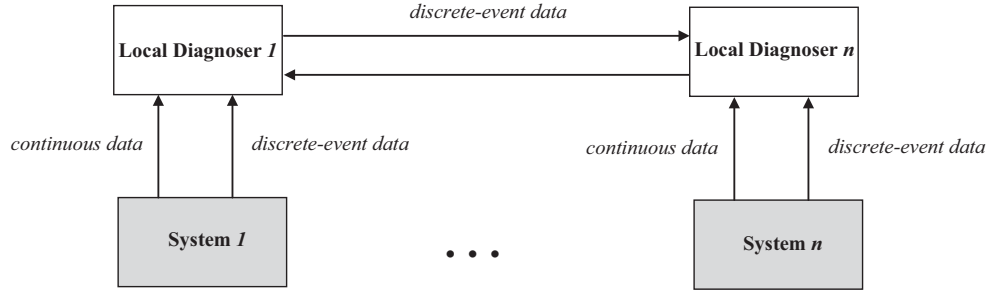 discrete-event data
Local Diagnoser 1
Local Diagnoser n
continuous data
discrete-event data
continuous data
discrete-event data
System 1
• • •
System n